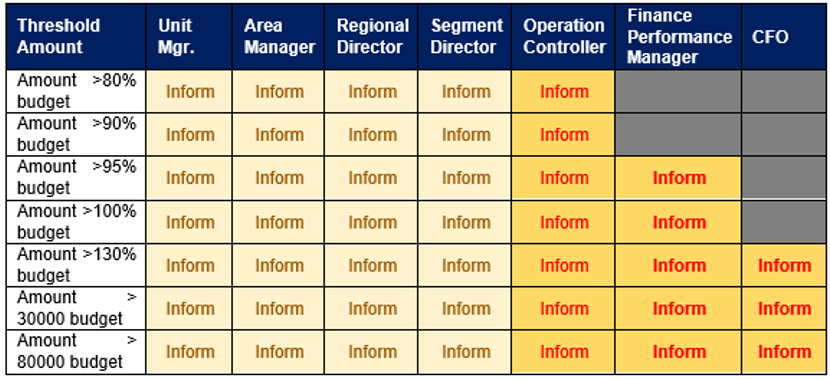 Threshold Amount | Unit Mgr. | Area Manager | Regional Director | Segment Director | Operation Controller | Finance Performance Manager | CFO
Amount >80% budget | Inform | Inform | Inform | Inform | Inform
Amount >90% budget | Inform | Inform | Inform | Inform | Inform
Amount >95% budget | Inform | Inform | Inform | Inform | Inform | Inform
Amount >100% budget | Inform | Inform | Inform | Inform | Inform | Inform
Amount >130% budget | Inform | Inform | Inform | Inform | Inform | Inform | Inform
Amount > 30000 budget | Inform | Inform | Inform | Inform | Inform | Inform | Inform
Amount > 80000 budget | Inform | Inform | Inform | Inform | Inform | Inform | Inform